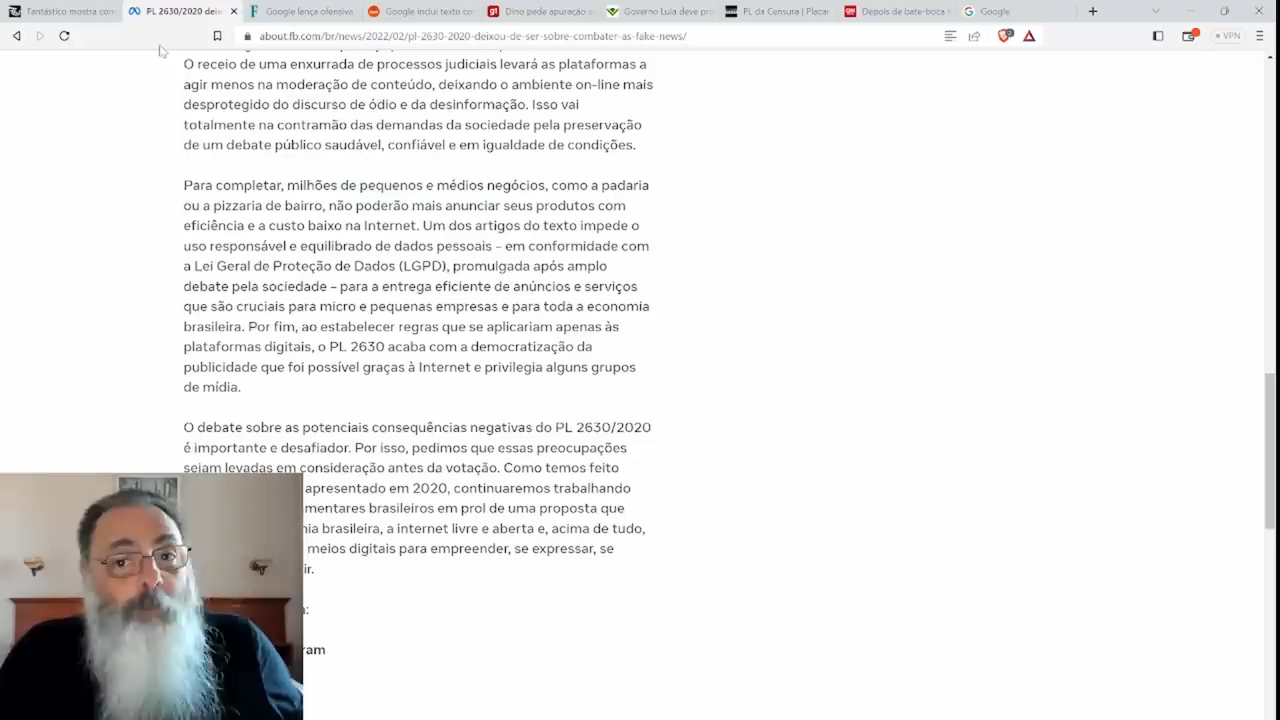 Fantástico mostra cons
PL 2630/2020 deix
Google lança ofensiva
Google inclui texto co
Dino pede apuração s
Governo Lula deve pr
PL da Censura | Placar
Depois de bate-boca n
Google
about.fb.com/br/news/2022/02/pl-2630-2020-deixou-de-ser-sobre-combater-as-fake-news/
VPN
O receio de uma enxurrada de processos judiciais levará as plataformas a
agir menos na moderação de conteúdo, deixando o ambiente on-line mais
desprotegido do discurso de ódio e da desinformação. Isso vai
totalmente na contramão das demandas da sociedade pela preservação
de um debate público saudável, confiável e em igualdade de condições.
Para completar, milhões de pequenos e médios negócios, como a padaria
ou a pizzaria de bairro, não poderão mais anunciar seus produtos com
eficiência e a custo baixo na Internet. Um dos artigos do texto impede o
uso responsável e equilibrado de dados pessoais – em conformidade com
a Lei Geral de Proteção de Dados (LGPD), promulgada após amplo
debate pela sociedade – para a entrega eficiente de anúncios e serviços
que são cruciais para micro e pequenas empresas e para toda a economia
brasileira. Por fim, ao estabelecer regras que se aplicariam apenas às
plataformas digitais, o PL 2630 acaba com a democratização da
publicidade que foi possível graças à Internet e privilegia alguns grupos
de mídia.
O debate sobre as potenciais consequências negativas do PL 2630/2020
é importante e desafiador. Por isso, pedimos que essas preocupações
sejam levadas em consideração antes da votação. Como temos feito
apresentado em 2020, continuaremos trabalhando
mentares brasileiros em prol de uma proposta que
nia brasileira, a internet livre e aberta e, acima de tudo,
meios digitais para empreender, se expressar, se
ir.
a:
ram